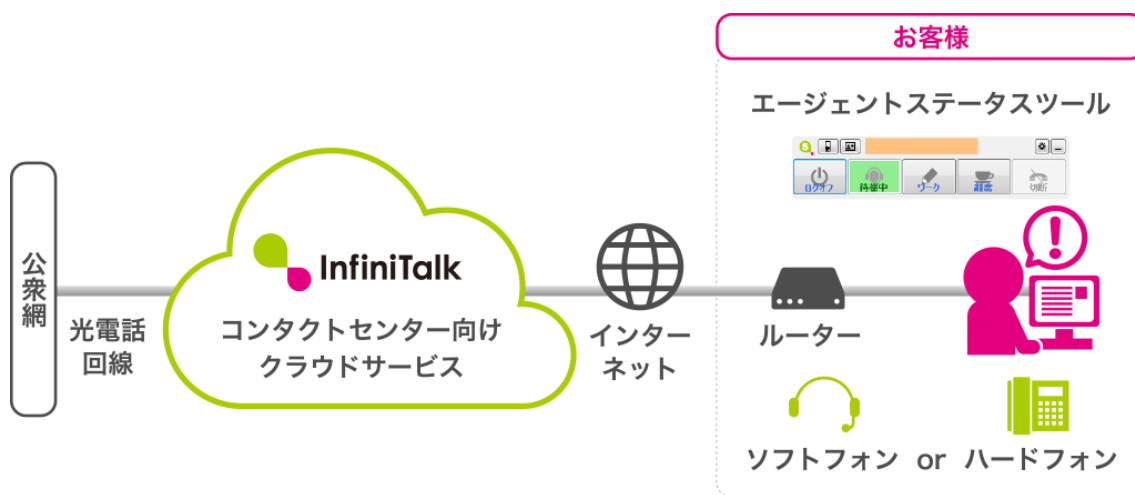 お客様
エージェントステータスツール
ログオフ
待機中
ワーク
離席
切断
公衆網
光電話
回線
InfiniTalk
コンタクトセンター向け
クラウドサービス
インター
ネット
ルーター
ソフトフォン or ハードフォン